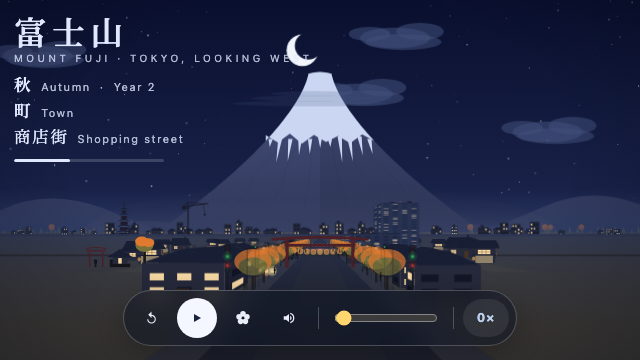 富士山
MOUNT FUJI · TOKYO, LOOKING WEST
秋 Autumn · Year 2
町 Town
商店街 Shopping street
0×